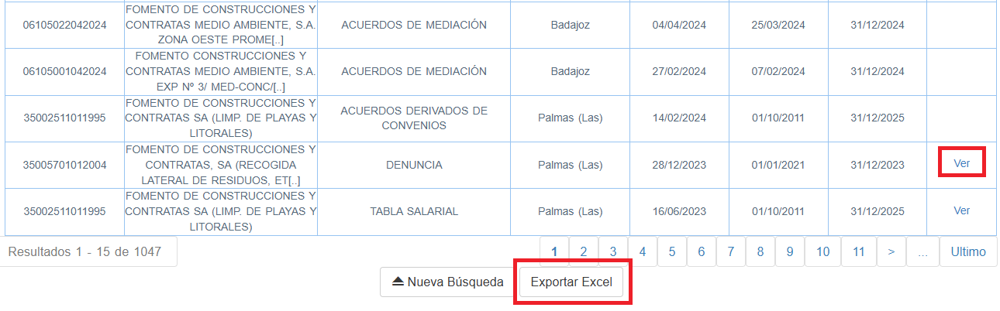 06105022042024 FOMENTO DE CONSTRUCCIONES Y CONTRATAS MEDIO AMBIENTE, S.A. ZONA OESTE PROME[..] ACUERDOS DE MEDIACIÓN Badajoz 04/04/2024 25/03/2024 31/12/2024
06105001042024 FOMENTO CONSTRUCCIONES Y CONTRATAS MEDIO AMBIENTE, S.A. EXP Nº 3/ MED-CONC/[..] ACUERDOS DE MEDIACIÓN Badajoz 27/02/2024 07/02/2024 31/12/2024
35002511011995 FOMENTO DE CONSTRUCCIONES Y CONTRATAS SA (LIMP. DE PLAYAS Y LITORALES) ACUERDOS DERIVADOS DE CONVENIOS Palmas (Las) 14/02/2024 01/10/2011 31/12/2025
35005701012004 FOMENTO DE CONSTRUCCIONES Y CONTRATAS, SA (RECOGIDA LATERAL DE RESIDUOS, ET[..] DENUNCIA Palmas (Las) 28/12/2023 01/01/2021 31/12/2023 Ver
35002511011995 FOMENTO DE CONSTRUCCIONES Y CONTRATAS SA (LIMP. DE PLAYAS Y LITORALES) TABLA SALARIAL Palmas (Las) 16/06/2023 01/10/2011 31/12/2025 Ver
Resultados 1 - 15 de 1047 1 2 3 4 5 6 7 8 9 10 11 > ... Ultimo
Nueva Búsqueda Exportar Excel